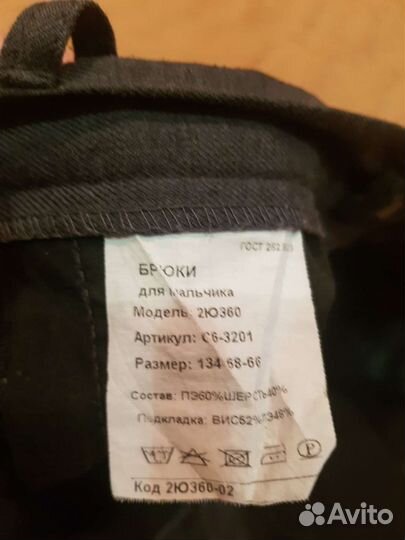 ГОСТ
БРЮКИ
для мальчика
Модель: 2Ю360
Артикул: С6-3201
Размер: 134-68-66
Состав: ПЭ60%ШЕРСТЬ40%
Подкладка: ВИС52%ПЭ48%
P
Код 2Ю360-02
Avito